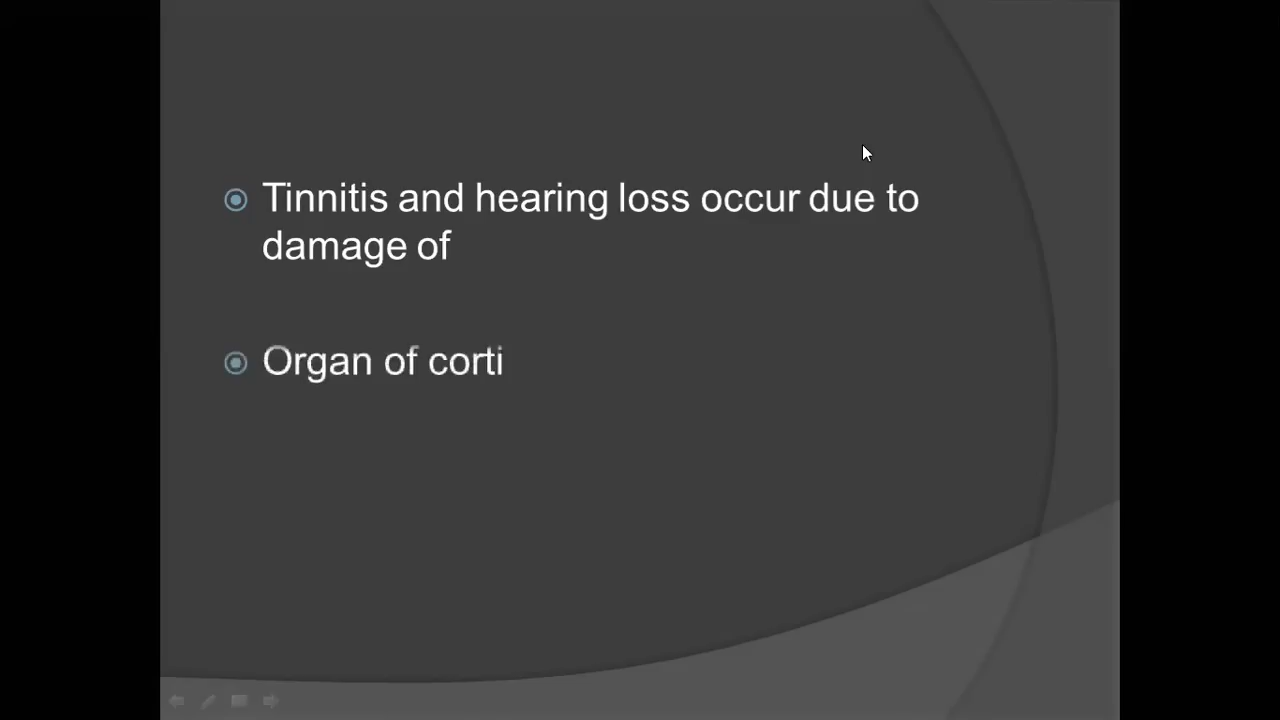 Tinnitis and hearing loss occur due to
damage of
Organ of corti